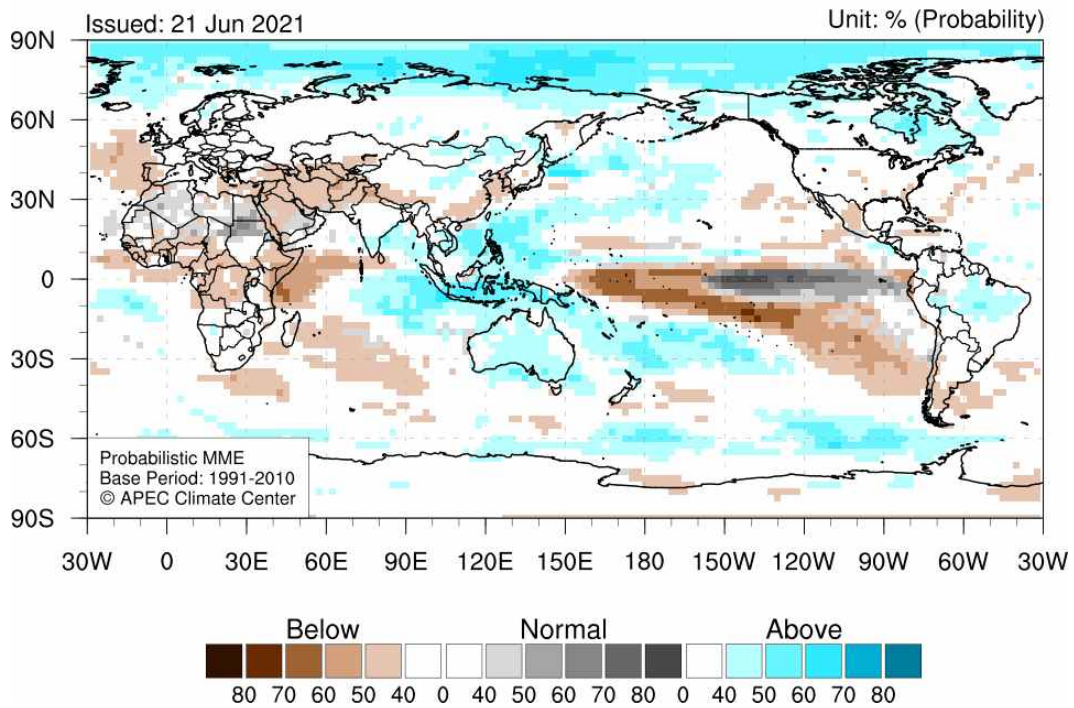 Issued: 21 Jun 2021
Unit: % (Probability)
90N
60N
30N
0
30S
60S
90S
Probabilistic MME
Base Period: 1991-2010
© APEC Climate Center
30W 0 30E 60E 90E 120E 150E 180 150W 120W 90W 60W 30W
Below Normal Above
80 70 60 50 40 0 40 50 60 70 80 0 40 50 60 70 80